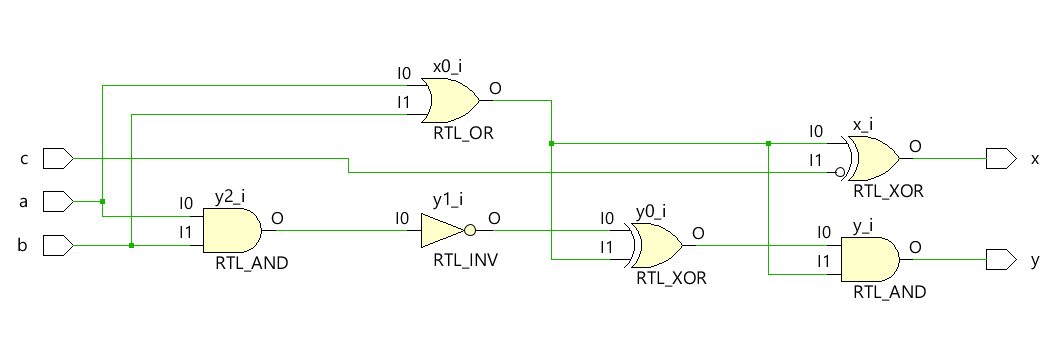 x0_i
I0
O
I1
RTL_OR
x_i
I0
O
I1
RTL_XOR
c
x
a
y2_i
I0
O
I1
RTL_AND
b
y1_i
I0
O
RTL_INV
y0_i
I0
O
I1
RTL_XOR
y_i
I0
O
I1
RTL_AND
y